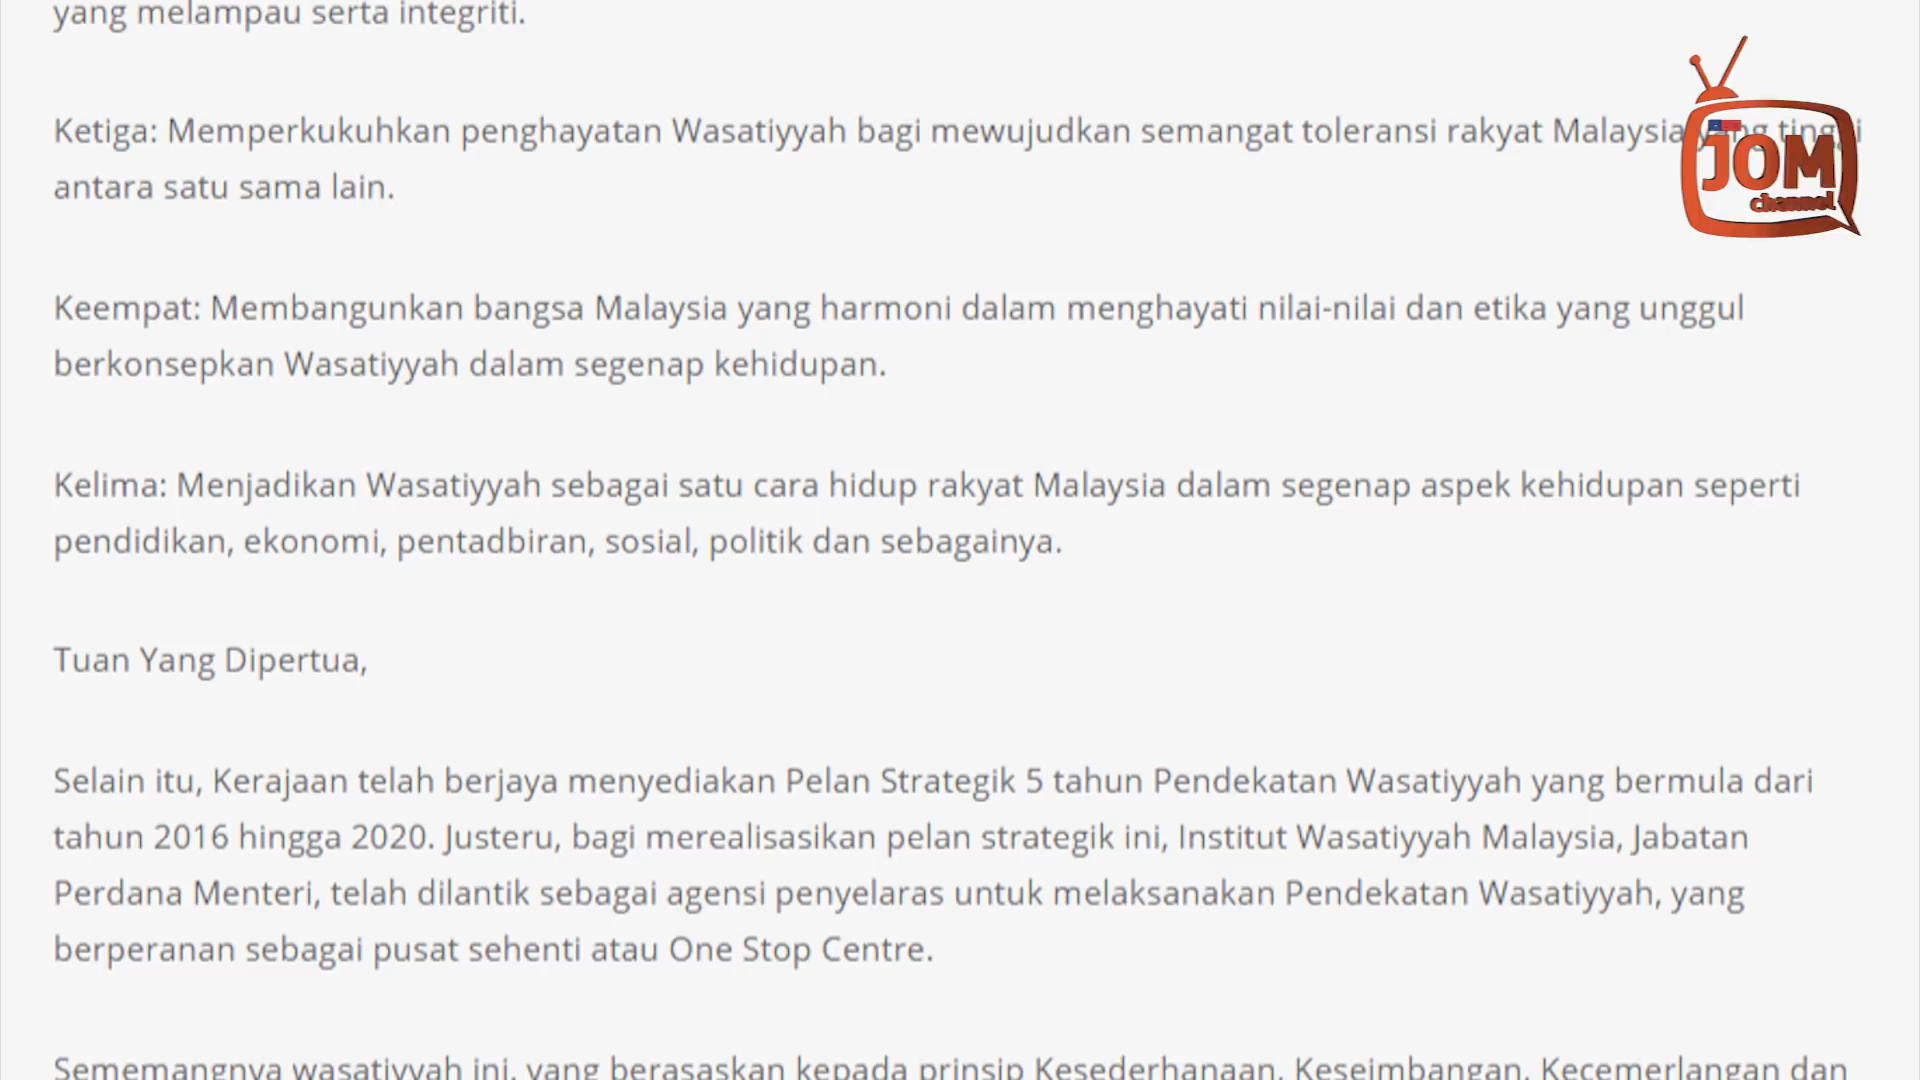 yang melampau serta integriti.
Ketiga: Memperkukuhkan penghayatan Wasatiyyah bagi mewujudkan semangat toleransi rakyat Malaysia yang tinggi
antara satu sama lain.
Keempat: Membangunkan bangsa Malaysia yang harmoni dalam menghayati nilai-nilai dan etika yang unggul
berkonsepkan Wasatiyyah dalam segenap kehidupan.
Kelima: Menjadikan Wasatiyyah sebagai satu cara hidup rakyat Malaysia dalam segenap aspek kehidupan seperti
pendidikan, ekonomi, pentadbiran, sosial, politik dan sebagainya.
Tuan Yang Dipertua,
Selain itu, Kerajaan telah berjaya menyediakan Pelan Strategik 5 tahun Pendekatan Wasatiyyah yang bermula dari
tahun 2016 hingga 2020. Justeru, bagi merealisasikan pelan strategik ini, Institut Wasatiyyah Malaysia, Jabatan
Perdana Menteri, telah dilantik sebagai agensi penyelaras untuk melaksanakan Pendekatan Wasatiyyah, yang
berperanan sebagai pusat sehenti atau One Stop Centre.
Sememangnya wasatiyyah ini, yang berasaskan kepada prinsip Kesederhanaan, Keseimbangan, Kecemerlangan dan
JOM
channel